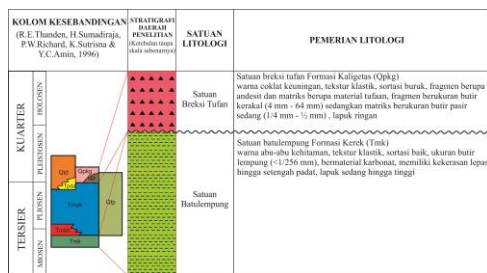 KOLOM KESEBANDINGAN
(R.E.Thanden, H.Sumadiraja,
P.W.Richard, K.Sutrisna &
Y.C.Amin, 1996)
STRATIGRAFI
DAERAH
PENELITIAN
(Ketebalan tanpa
skala sebenarnya)
SATUAN
LITOLOGI
PEMERIAN LITOLOGI
KUARTER
HOLOSEN
PLEISTOSEN
TERSIER
PLIOSEN
MIOSEN
Qpkg
Tmpk
Qtp
Tmk
Satuan
Breksi Tufan
Satuan breksi tufan Formasi Kaligetas (Qpkg)
warna coklat keuningan, tekstur klastik, sortasi buruk, fragmen berupa
andesit dan matriks berupa material tufaan, fragmen berukuran butir
kerakal (4 mm - 64 mm) sedangkan matriks berukuran butir pasir
sedang (1/4 mm - ½ mm) , lapuk ringan
Satuan
Batulempung
Satuan batulempung Formasi Kerek (Tmk)
warna abu-abu kehitaman, tekstur klastik, sortasi baik, ukuran butir
lempung (<1/256 mm), bermaterial karbonat, memiliki kekerasan lepas
hingga setengah padat, lapuk sedang hingga tinggi